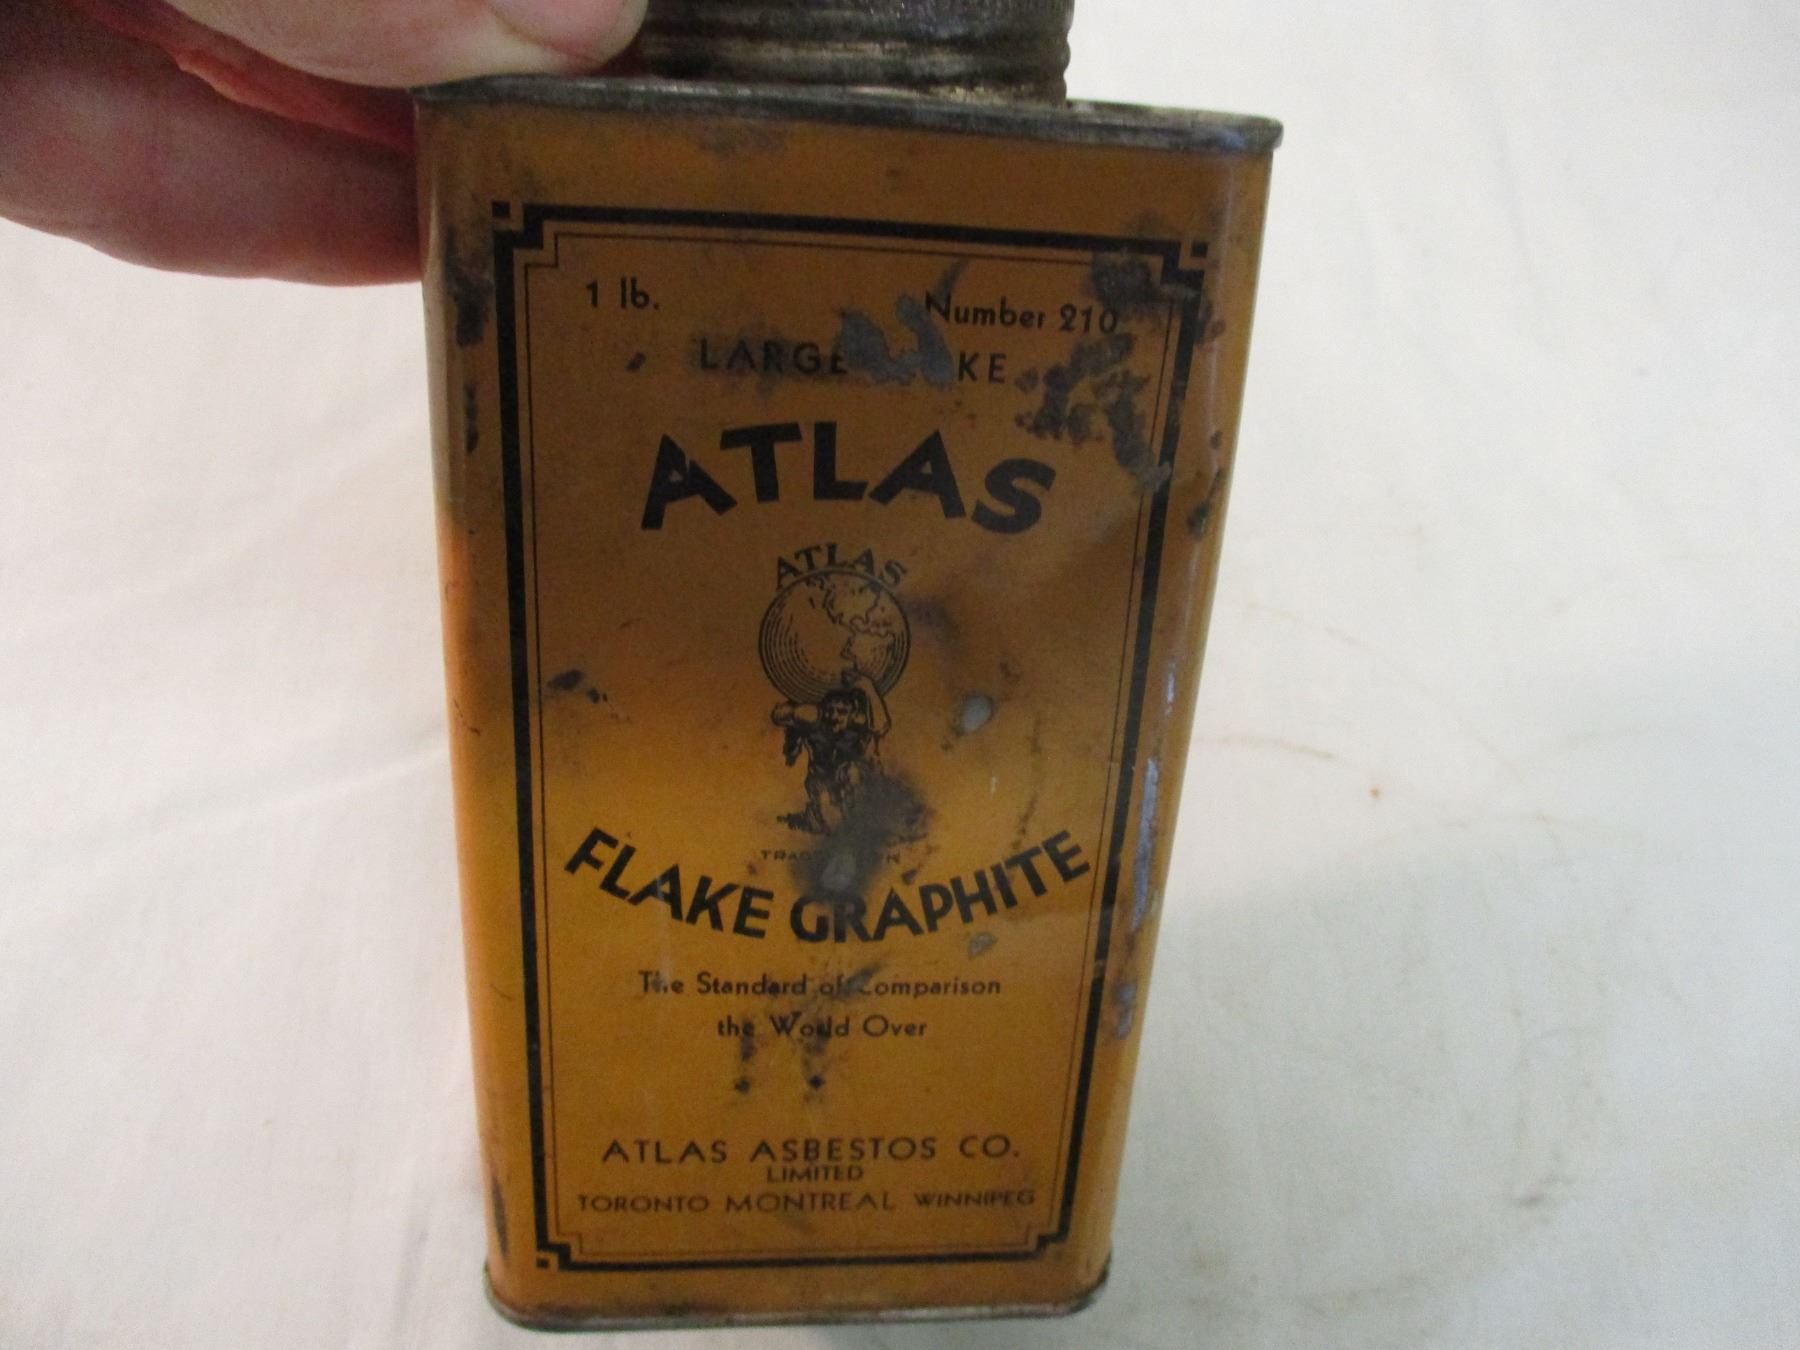 1 lb. Number 210
LARGE
ATLAS
ATLAS
FLAKE GRAPHITE
The Standard of Comparison
the World Over
ATLAS ASBESTOS CO.
LIMITED
TORONTO MONTREAL WINNIPEG